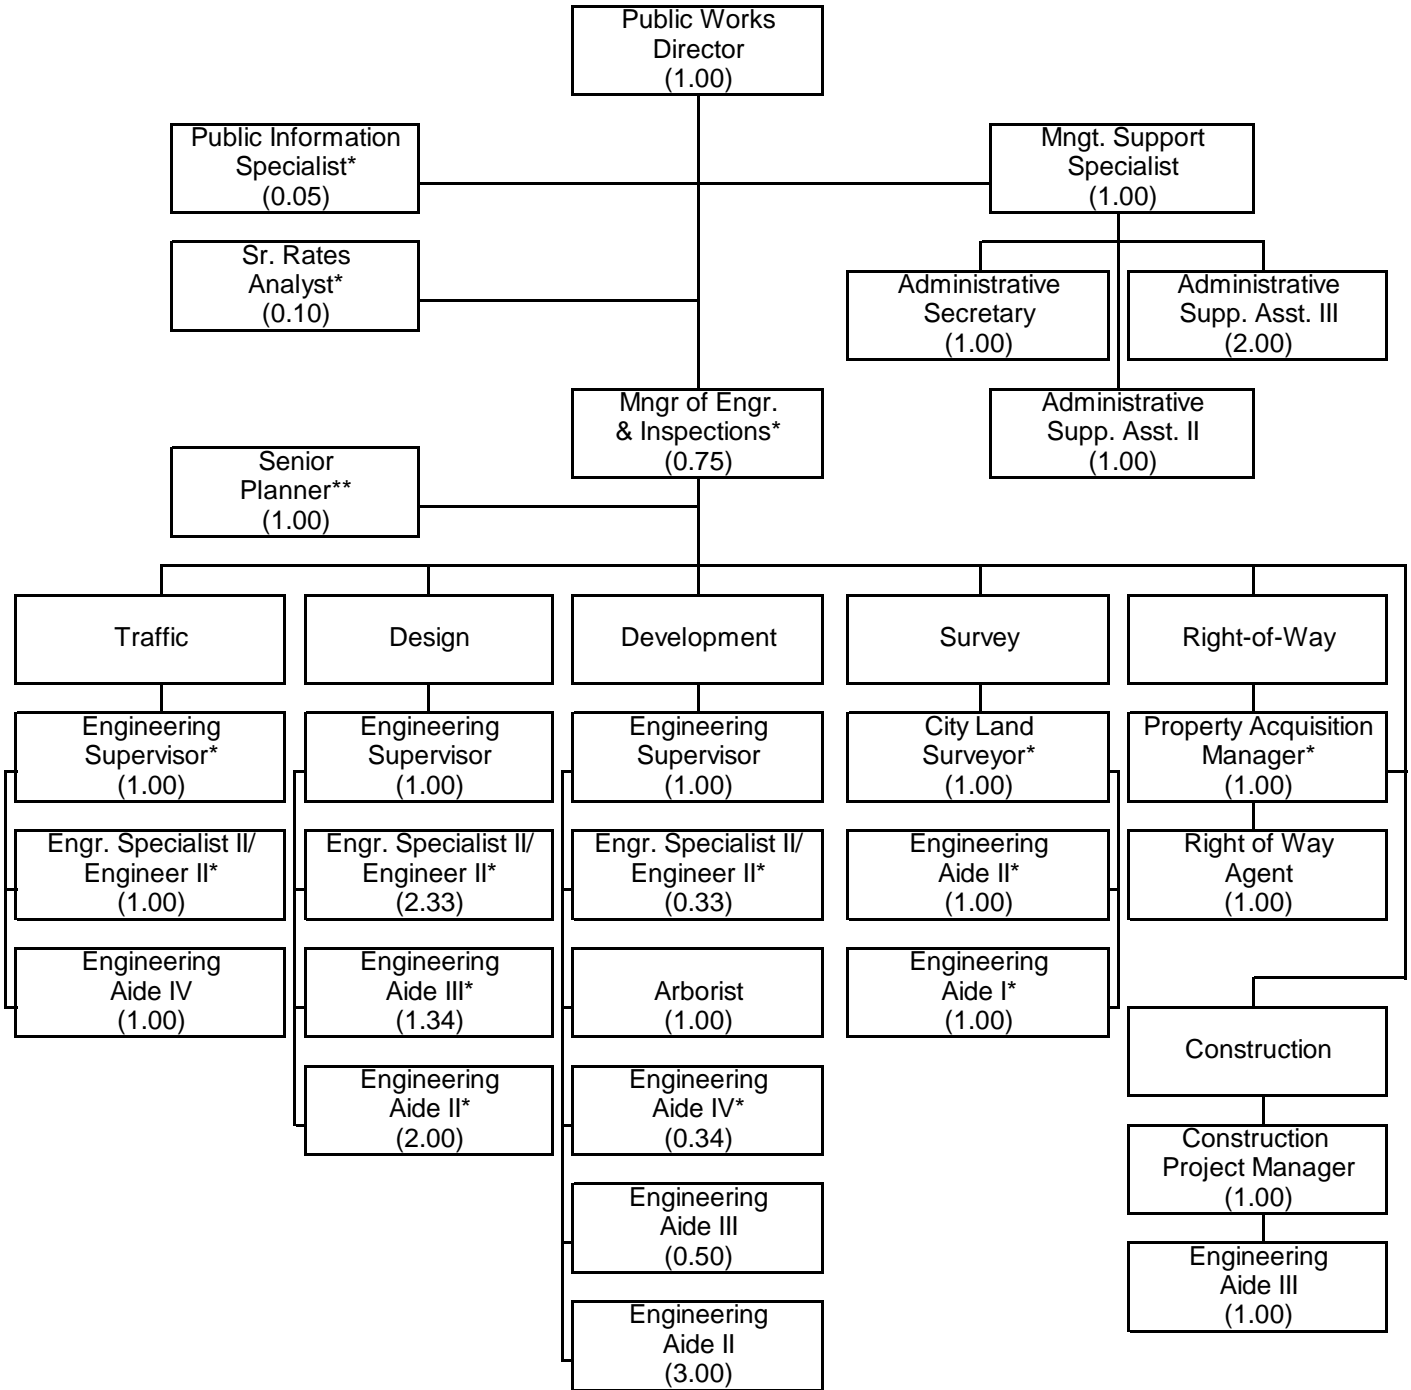 Public Works
Director
(1.00)
Public Information
Specialist*
(0.05)
Mngt. Support
Specialist
(1.00)
Sr. Rates
Analyst*
(0.10)
Administrative
Secretary
(1.00)
Administrative
Supp. Asst. III
(2.00)
Mngr of Engr.
& Inspections*
(0.75)
Administrative
Supp. Asst. II
(1.00)
Senior
Planner**
(1.00)
Traffic
Design
Development
Survey
Right-of-Way
Engineering
Supervisor*
(1.00)
Engineering
Supervisor
(1.00)
Engineering
Supervisor
(1.00)
City Land
Surveyor*
(1.00)
Property Acquisition
Manager*
(1.00)
Engr. Specialist II/
Engineer II*
(1.00)
Engr. Specialist II/
Engineer II*
(2.33)
Engr. Specialist II/
Engineer II*
(0.33)
Engineering
Aide II*
(1.00)
Right of Way
Agent
(1.00)
Engineering
Aide IV
(1.00)
Engineering
Aide III*
(1.34)
Arborist
(1.00)
Engineering
Aide I*
(1.00)
Construction
Engineering
Aide II*
(2.00)
Engineering
Aide IV*
(0.34)
Construction
Project Manager
(1.00)
Engineering
Aide III
(0.50)
Engineering
Aide III
(1.00)
Engineering
Aide II
(3.00)